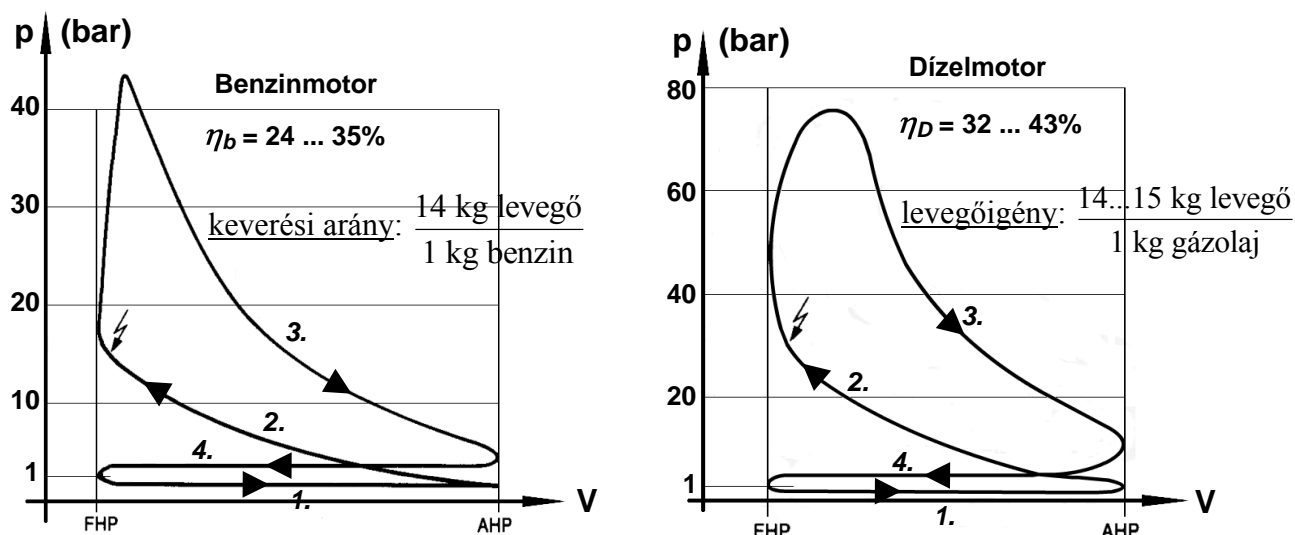 p (bar)
Benzinmotor
40
ηb = 24 ... 35%
30
keverési arány: 14 kg levegő
1 kg benzin
20
3.
10
2.
4.
1
1.
V
FHP
AHP
p (bar)
Dízelmotor
80
ηD = 32 ... 43%
60
levegőigény: 14...15 kg levegő
1 kg gázolaj
40
3.
20
2.
4.
1
1.
V
FHP
AHP